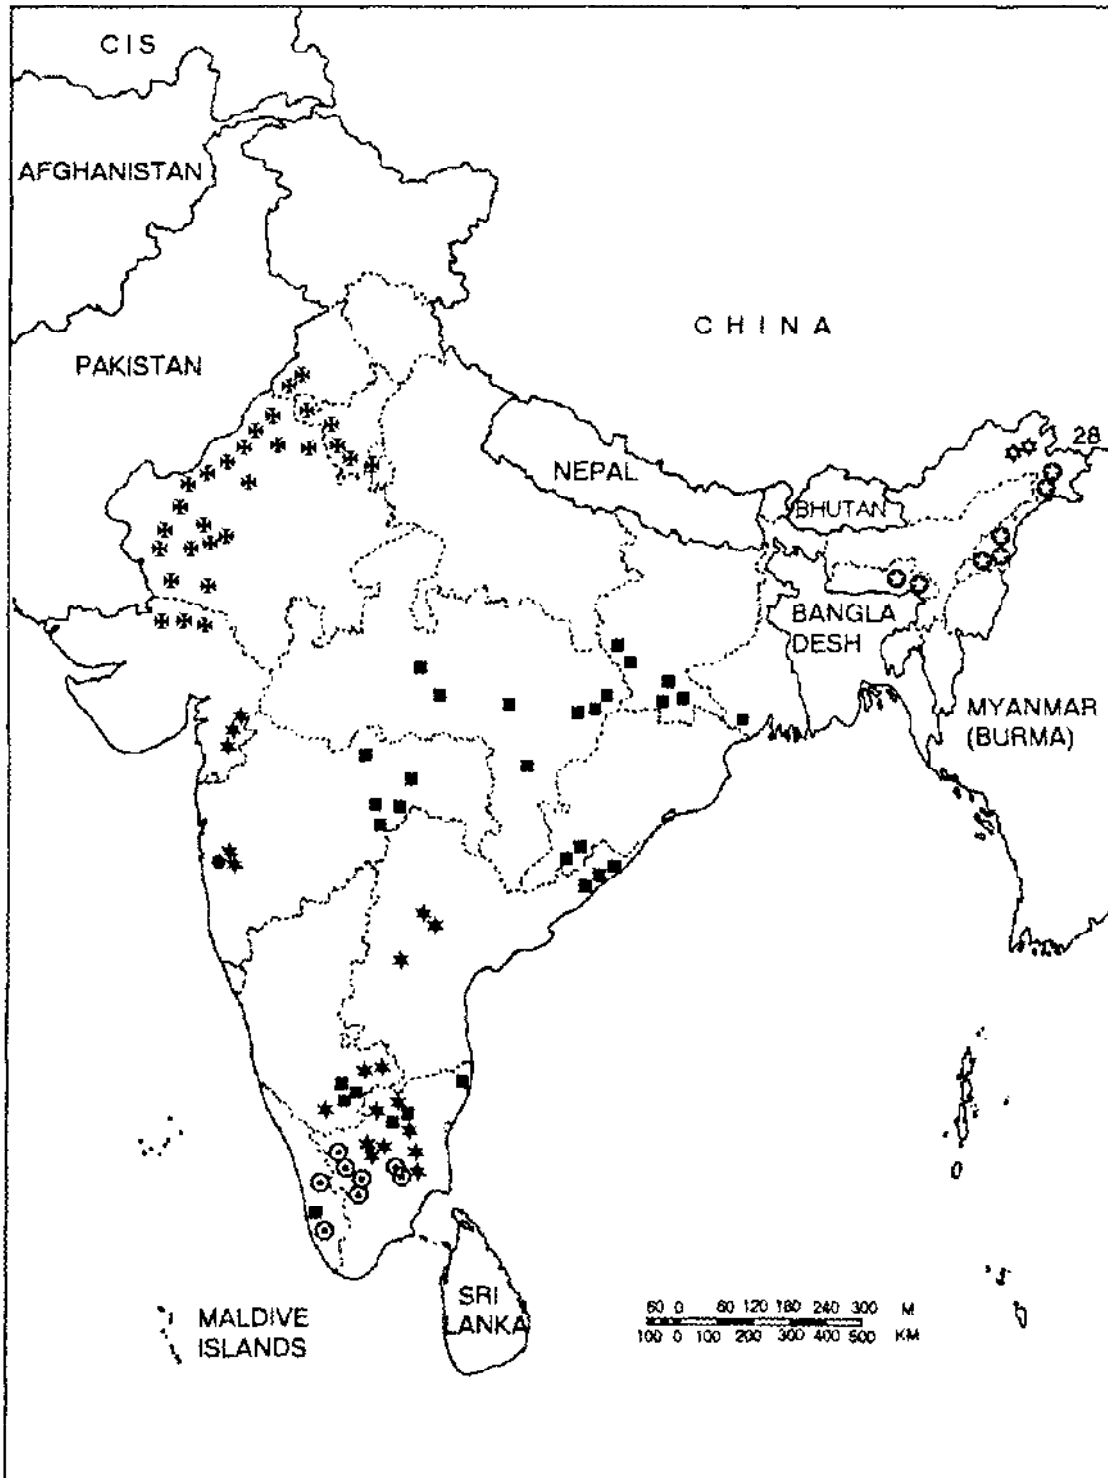 CIS
AFGHANISTAN
CHINA
PAKISTAN
28
NEPAL
BHUTAN
BANGLA
DESH
MYANMAR
(BURMA)
SRI
LANKA
MALDIVE
ISLANDS
60 0 60 120 180 240 300 M
100 0 100 200 300 400 500 KM